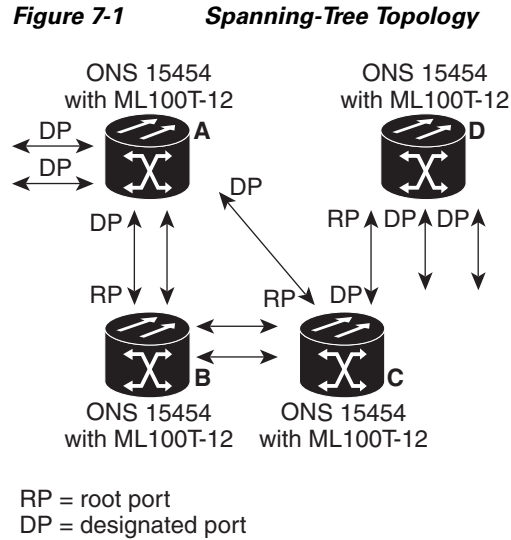 Figure 7-1 Spanning-Tree Topology
ONS 15454
with ML100T-12
ONS 15454
with ML100T-12
A
D
DP
DP
DP
DP
RP
DP
DP
RP
RP
DP
B
C
ONS 15454
with ML100T-12
ONS 15454
with ML100T-12
RP = root port
DP = designated port